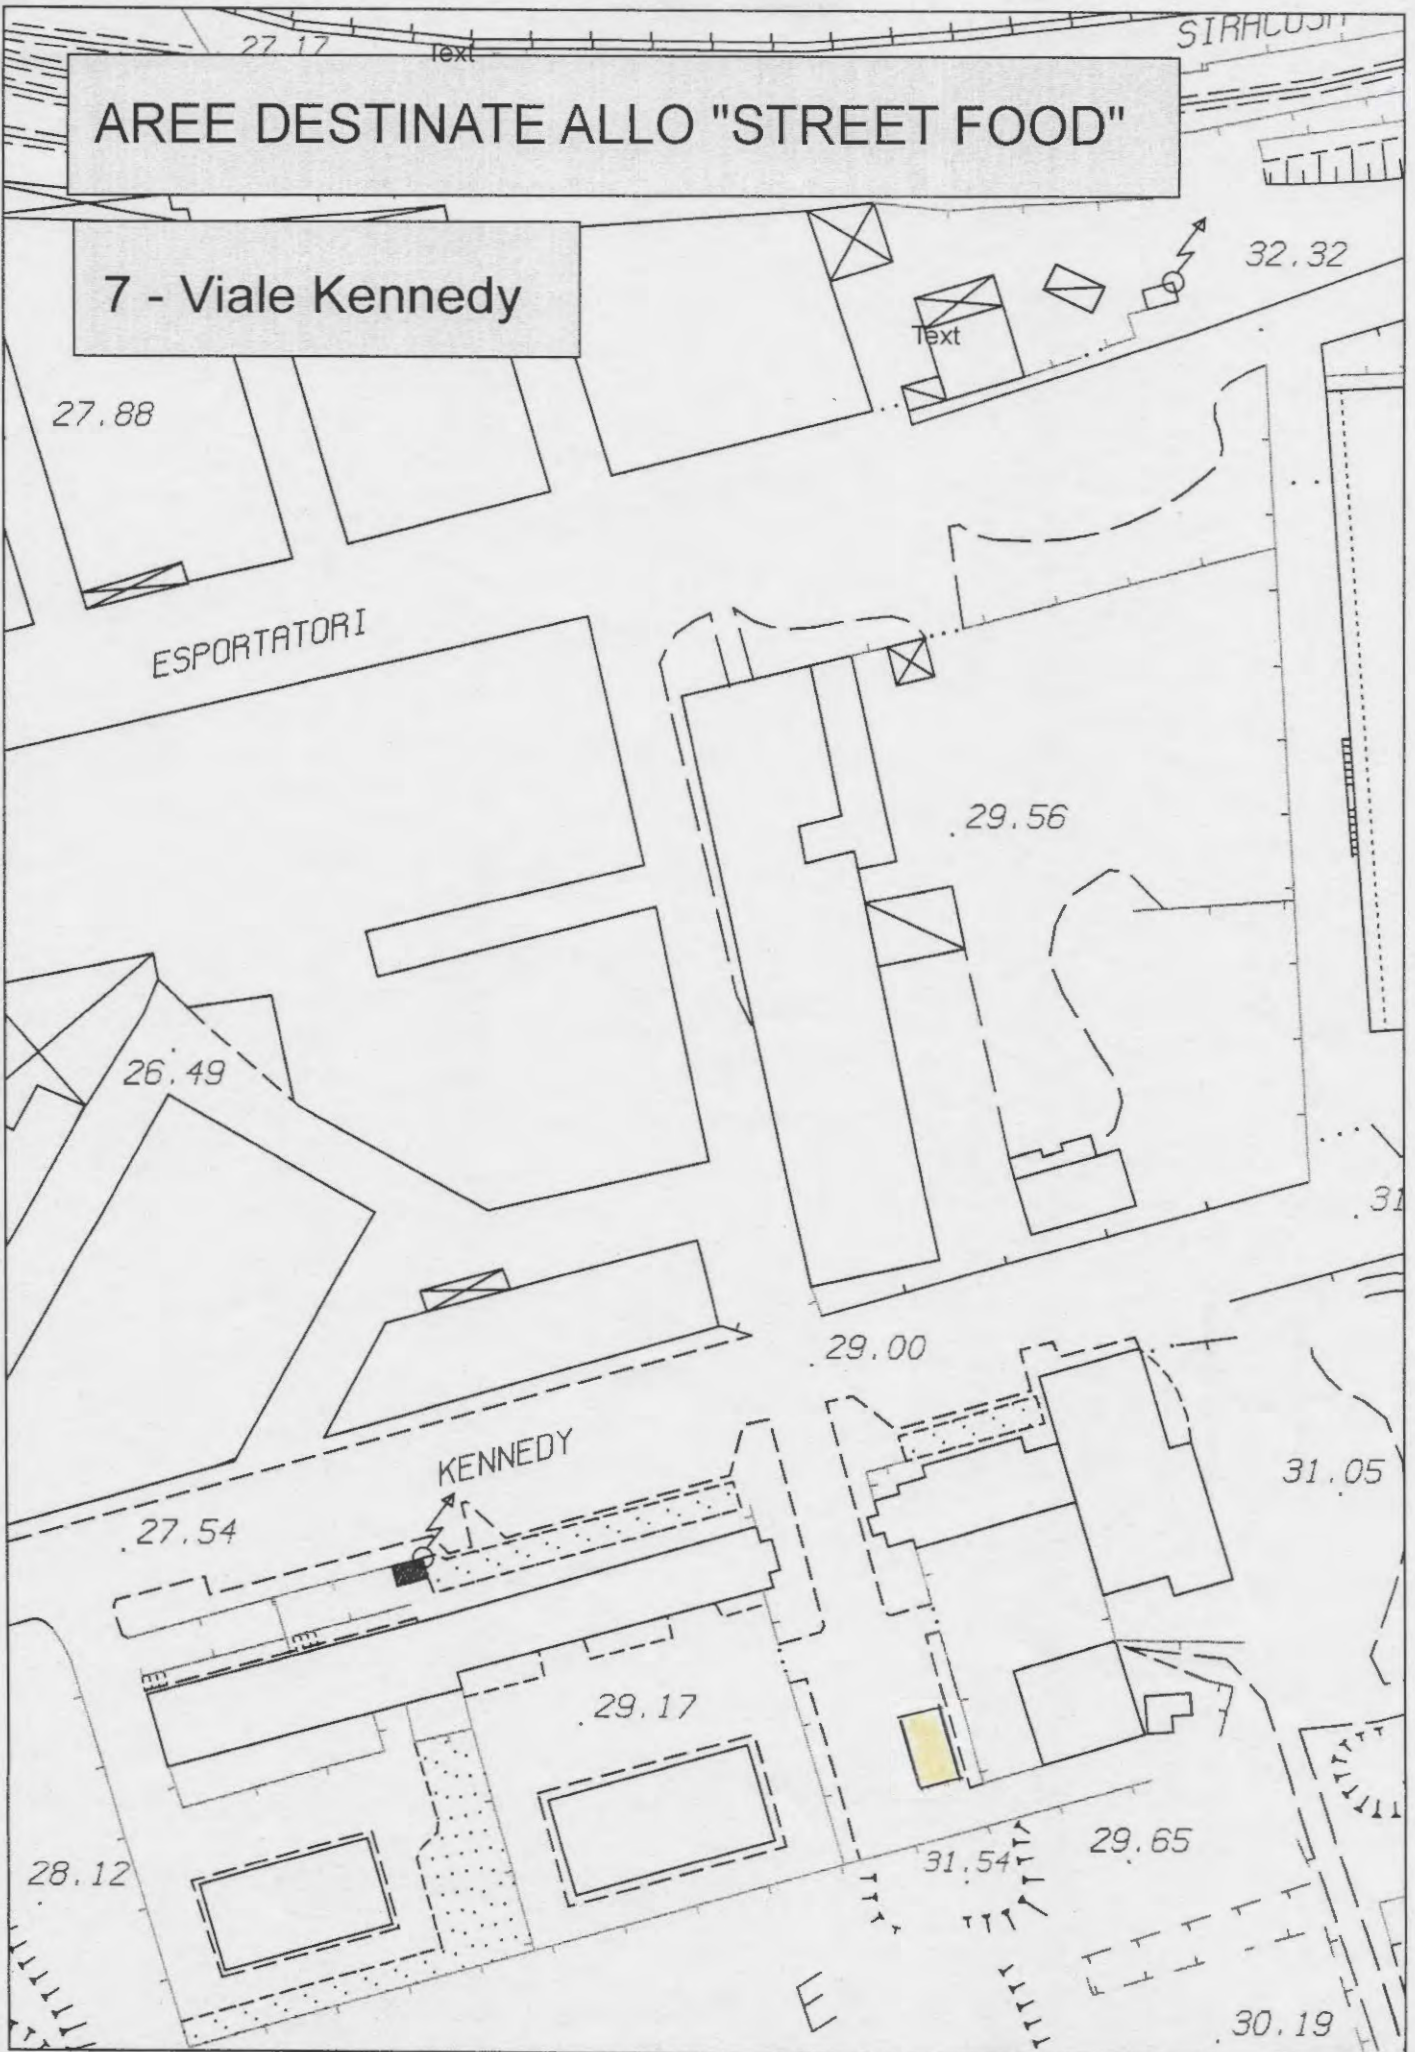 27.17
Text
SIRACUSA
AREE DESTINATE ALLO "STREET FOOD"
7 - Viale Kennedy
32.32
Text
27.88
ESPORTATORI
29.56
26.49
31
29.00
KENNEDY
31.05
27.54
29.17
29.65
31.54
28.12
E
30.19